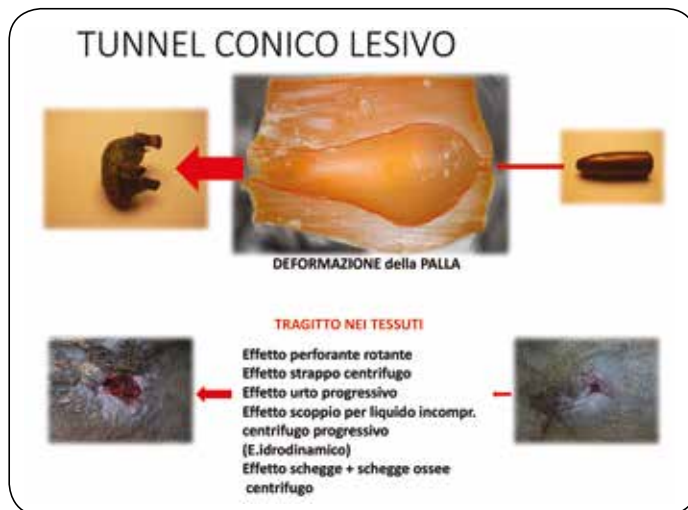 TUNNEL CONICO LESIVO
DEFORMAZIONE della PALLA
TRAGITTO NEI TESSUTI
Effetto perforante rotante
Effetto strappo centrifugo
Effetto urto progressivo
Effetto scoppio per liquido incompr.
centrifugo progressivo
(E.idrodinamico)
Effetto schegge + schegge ossee
centrifugo